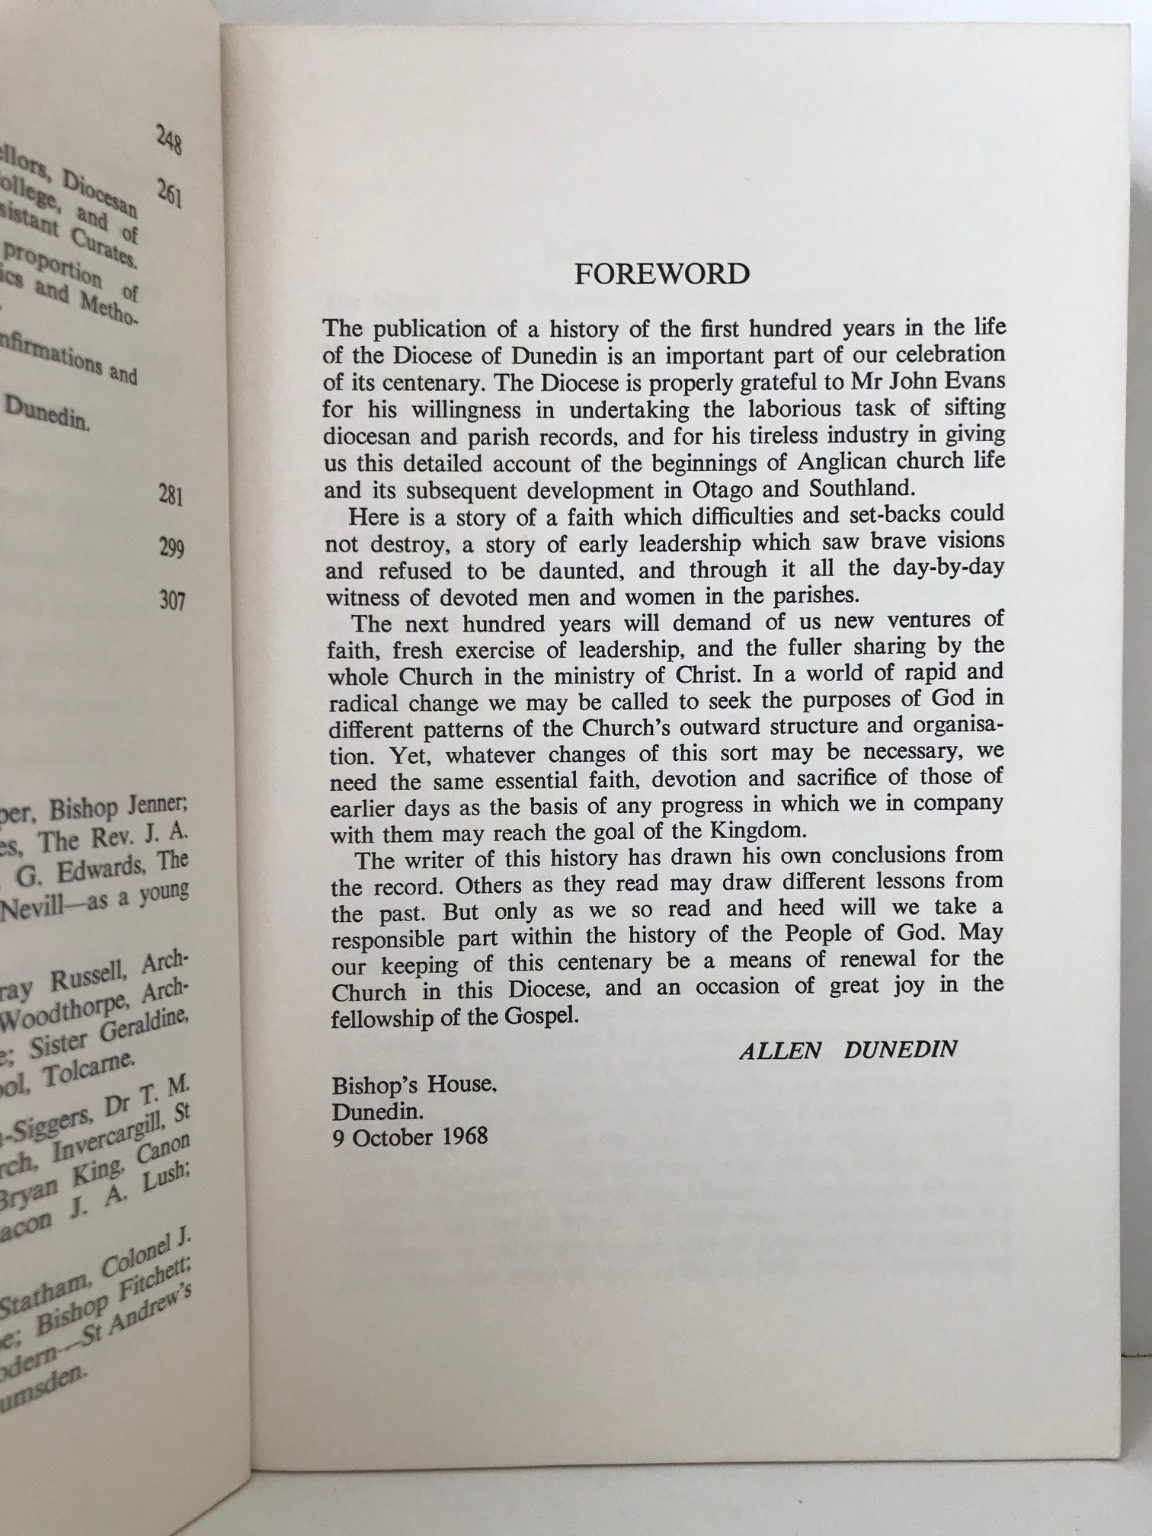 248
Diocesan
261
and of
Assistant Curates.
proportion of
and Metho-
and
Dunedin.
281
299
307
Bishop Jenner;
The Rev. J. A.
G. Edwards, The
Nevill—as a young
Russell, Arch-
Woodthorpe, Arch-
Sister Geraldine,
Tolcarne.
Dr T. M.
Invercargill, St
Bryan King, Canon
J. A. Lush;
Statham, Colonel J.
Bishop Fitchett;
St Andrew's
FOREWORD
The publication of a history of the first hundred years in the life
of the Diocese of Dunedin is an important part of our celebration
of its centenary. The Diocese is properly grateful to Mr John Evans
for his willingness in undertaking the laborious task of sifting
diocesan and parish records, and for his tireless industry in giving
us this detailed account of the beginnings of Anglican church life
and its subsequent development in Otago and Southland.
Here is a story of a faith which difficulties and set-backs could
not destroy, a story of early leadership which saw brave visions
and refused to be daunted, and through it all the day-by-day
witness of devoted men and women in the parishes.
The next hundred years will demand of us new ventures of
faith, fresh exercise of leadership, and the fuller sharing by the
whole Church in the ministry of Christ. In a world of rapid and
radical change we may be called to seek the purposes of God in
different patterns of the Church's outward structure and organisa-
tion. Yet, whatever changes of this sort may be necessary, we
need the same essential faith, devotion and sacrifice of those of
earlier days as the basis of any progress in which we in company
with them may reach the goal of the Kingdom.
The writer of this history has drawn his own conclusions from
the record. Others as they read may draw different lessons from
the past. But only as we so read and heed will we take a
responsible part within the history of the People of God. May
our keeping of this centenary be a means of renewal for the
Church in this Diocese, and an occasion of great joy in the
fellowship of the Gospel.
ALLEN DUNEDIN
Bishop's House,
Dunedin.
9 October 1968